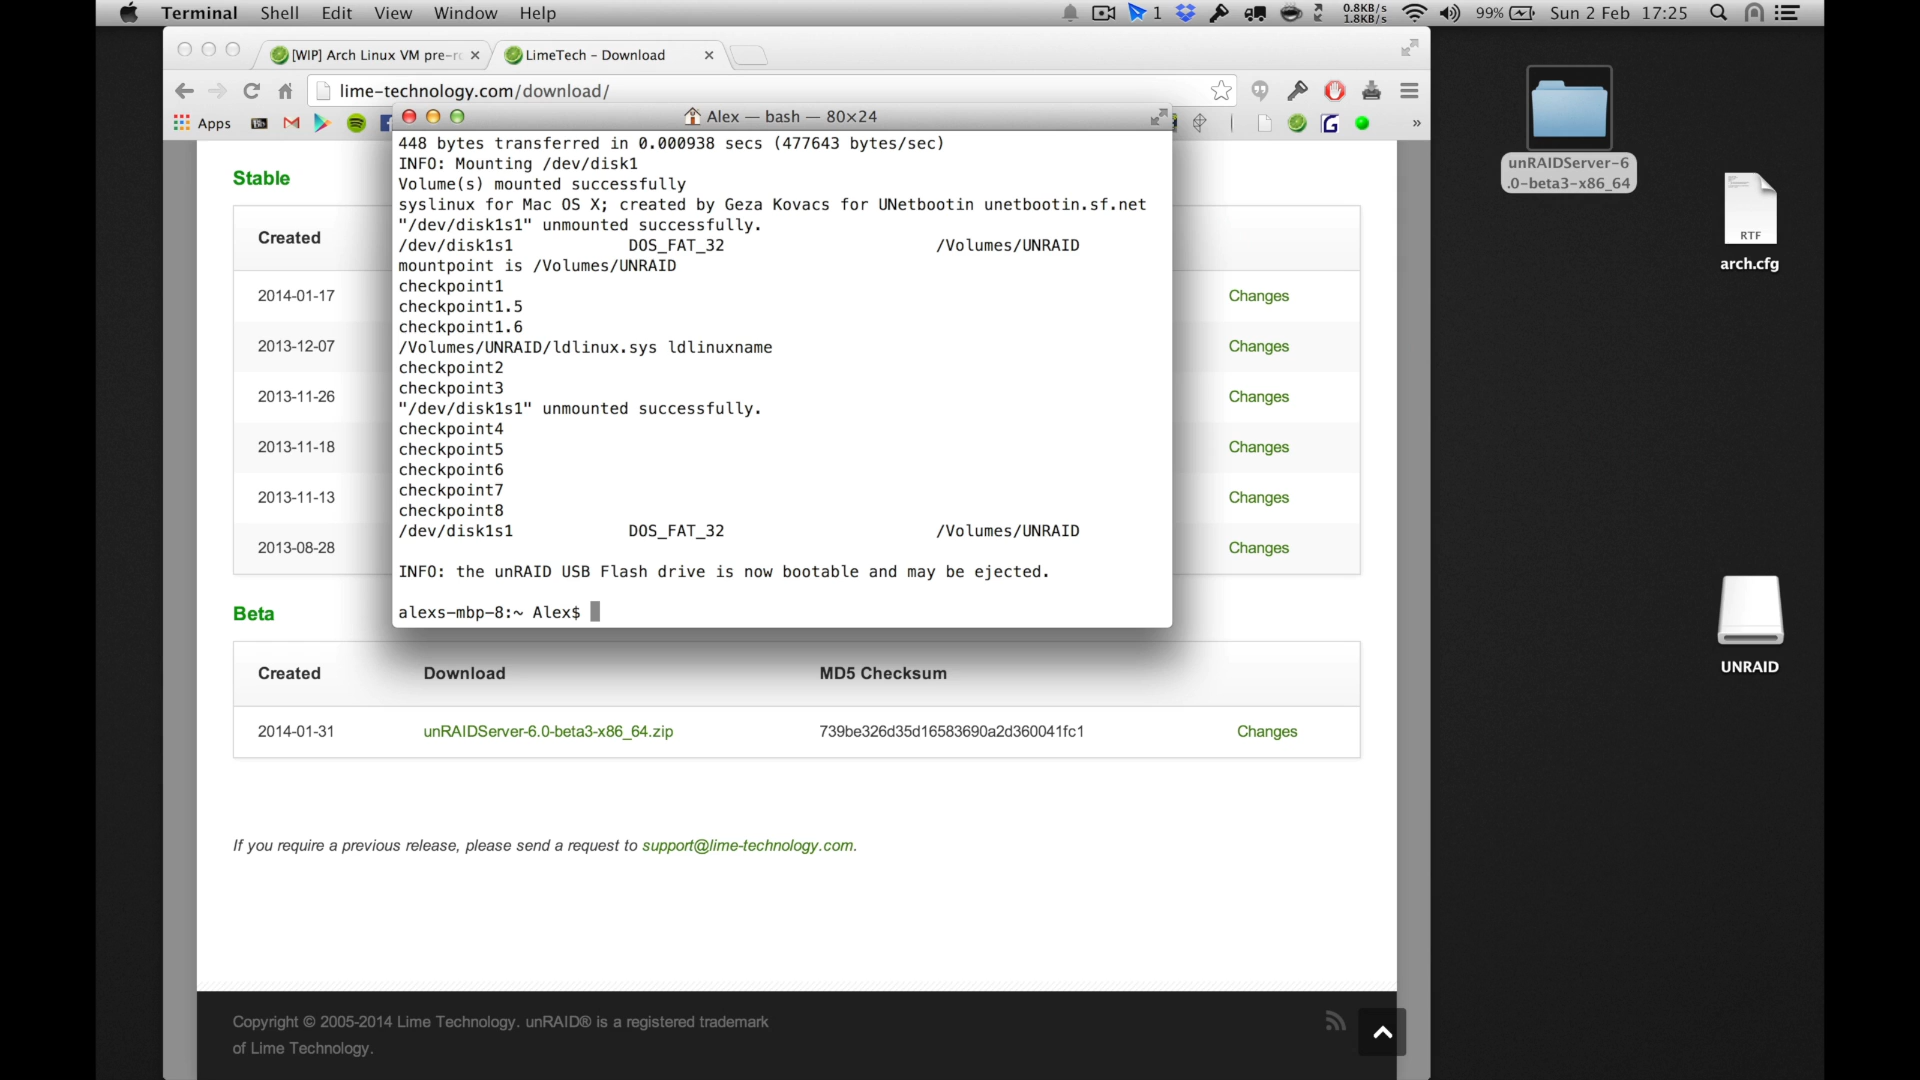 Terminal Shell Edit View Window Help
1 0.8KB/s 1.8KB/s 99% Sun 2 Feb 17:25
[WIP] Arch Linux VM pre-r
LimeTech – Download
lime-technology.com/download/
Apps
Alex — bash — 80×24
448 bytes transferred in 0.000938 secs (477643 bytes/sec)
INFO: Mounting /dev/disk1
Volume(s) mounted successfully
syslinux for Mac OS X; created by Geza Kovacs for UNetbootin unetbootin.sf.net
"/dev/disk1s1" unmounted successfully.
/dev/disk1s1 DOS_FAT_32 /Volumes/UNRAID
mountpoint is /Volumes/UNRAID
checkpoint1
checkpoint1.5
checkpoint1.6
/Volumes/UNRAID/ldlinux.sys ldlinuxname
checkpoint2
checkpoint3
"/dev/disk1s1" unmounted successfully.
checkpoint4
checkpoint5
checkpoint6
checkpoint7
checkpoint8
/dev/disk1s1 DOS_FAT_32 /Volumes/UNRAID
INFO: the unRAID USB Flash drive is now bootable and may be ejected.
alexs-mbp-8:~ Alex$
Stable
Created
2014-01-17 Changes
2013-12-07 Changes
2013-11-26 Changes
2013-11-18 Changes
2013-11-13 Changes
2013-08-28 Changes
Beta
Created Download MD5 Checksum
2014-01-31 unRAIDServer-6.0-beta3-x86_64.zip 739be326d35d16583690a2d360041fc1 Changes
If you require a previous release, please send a request to support@lime-technology.com.
Copyright © 2005-2014 Lime Technology. unRAID® is a registered trademark
of Lime Technology.
unRAIDServer-6
.0-beta3-x86_64
RTF
arch.cfg
UNRAID